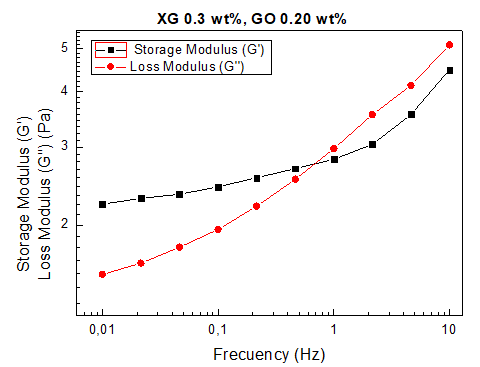 XG 0.3 wt%, GO 0.20 wt%
Storage Modulus (G')
Loss Modulus (G'')
Storage Modulus (G')
Loss Modulus (G'') (Pa)
5
4
3
2
0,01
0,1
1
10
Frecuency (Hz)